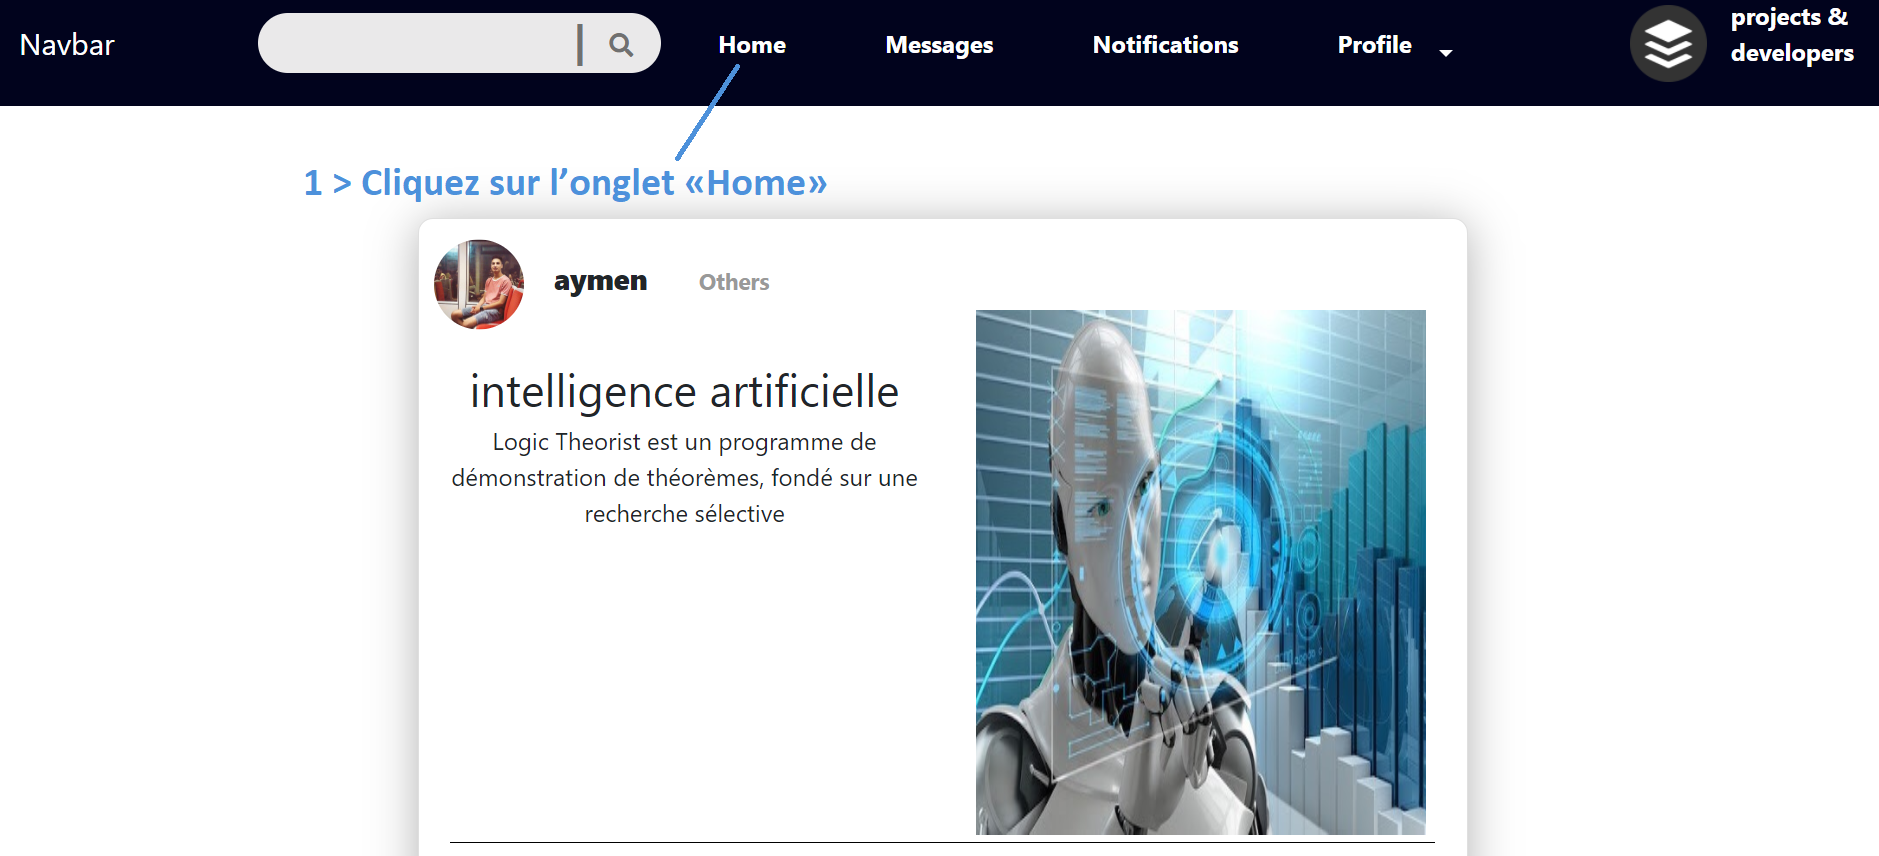 Navbar
Home
Messages
Notifications
Profile
projects &
developers
1 > Cliquez sur l’onglet «Home»
aymen
Others
intelligence artificielle
Logic Theorist est un programme de
démonstration de théorèmes, fondé sur une
recherche sélective